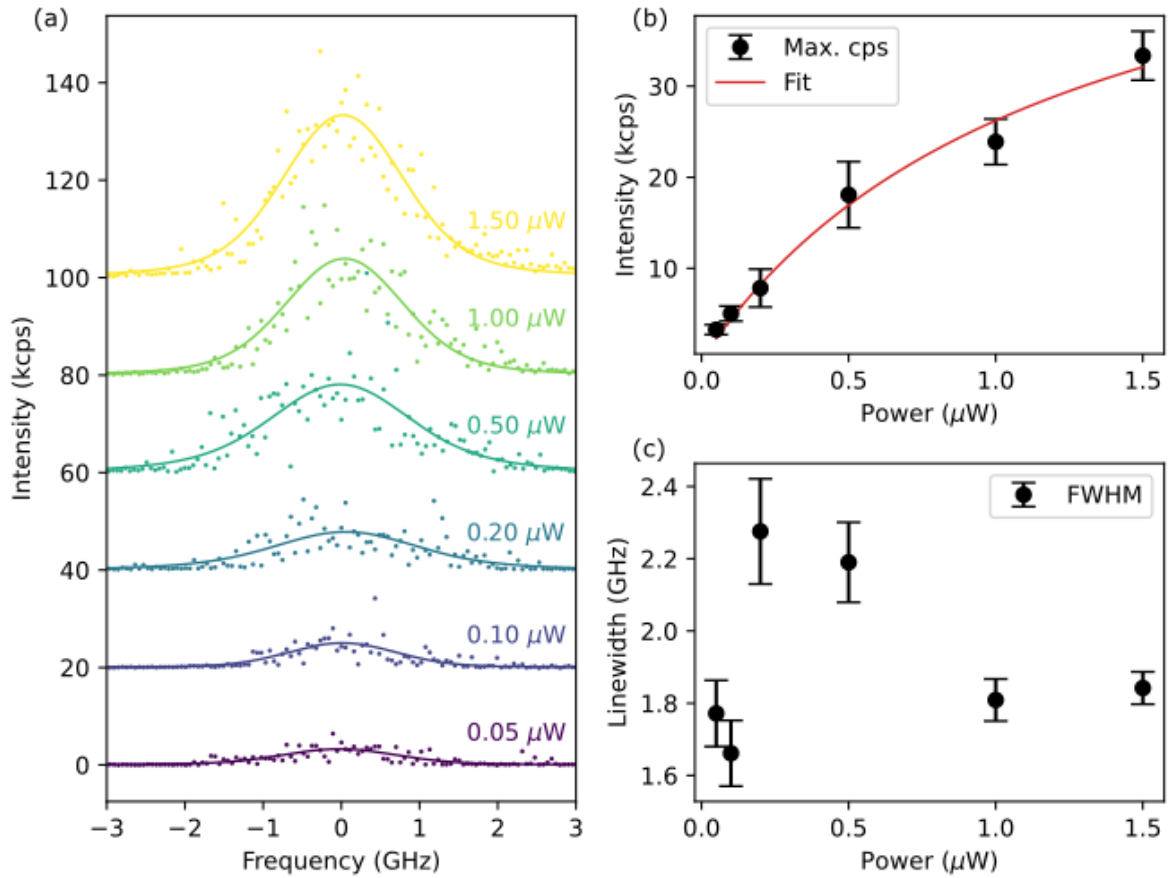 (a)
140
120
100
80
60
40
20
0
Intensity (kcps)
1.50 μW
1.00 μW
0.50 μW
0.20 μW
0.10 μW
0.05 μW
−3 −2 −1 0 1 2 3
Frequency (GHz)
(b)
Max. cps
Fit
30
20
10
Intensity (kcps)
0.0 0.5 1.0 1.5
Power (μW)
(c)
FWHM
2.4
2.2
2.0
1.8
1.6
Linewidth (GHz)
0.0 0.5 1.0 1.5
Power (μW)